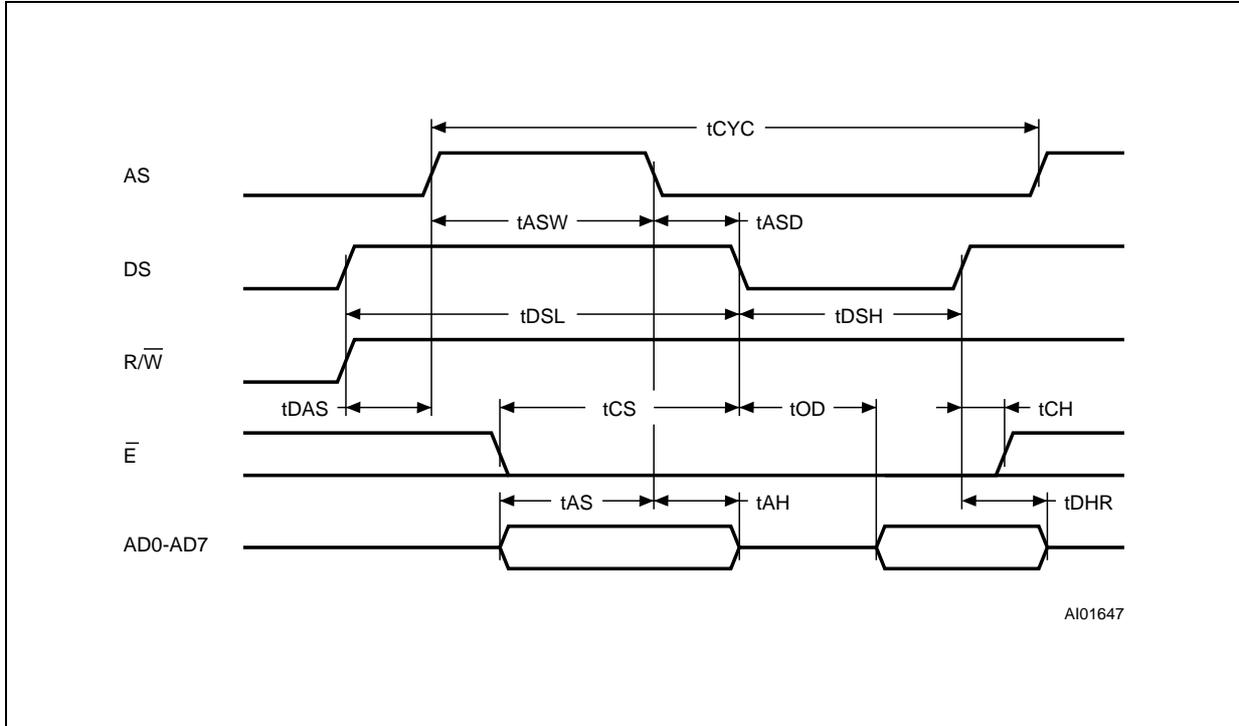 tCYC
AS
tASW
tASD
DS
tDSL
tDSH
R/W̅
tDAS
tCS
tOD
tCH
E̅
tAS
tAH
tDHR
AD0-AD7
AI01647